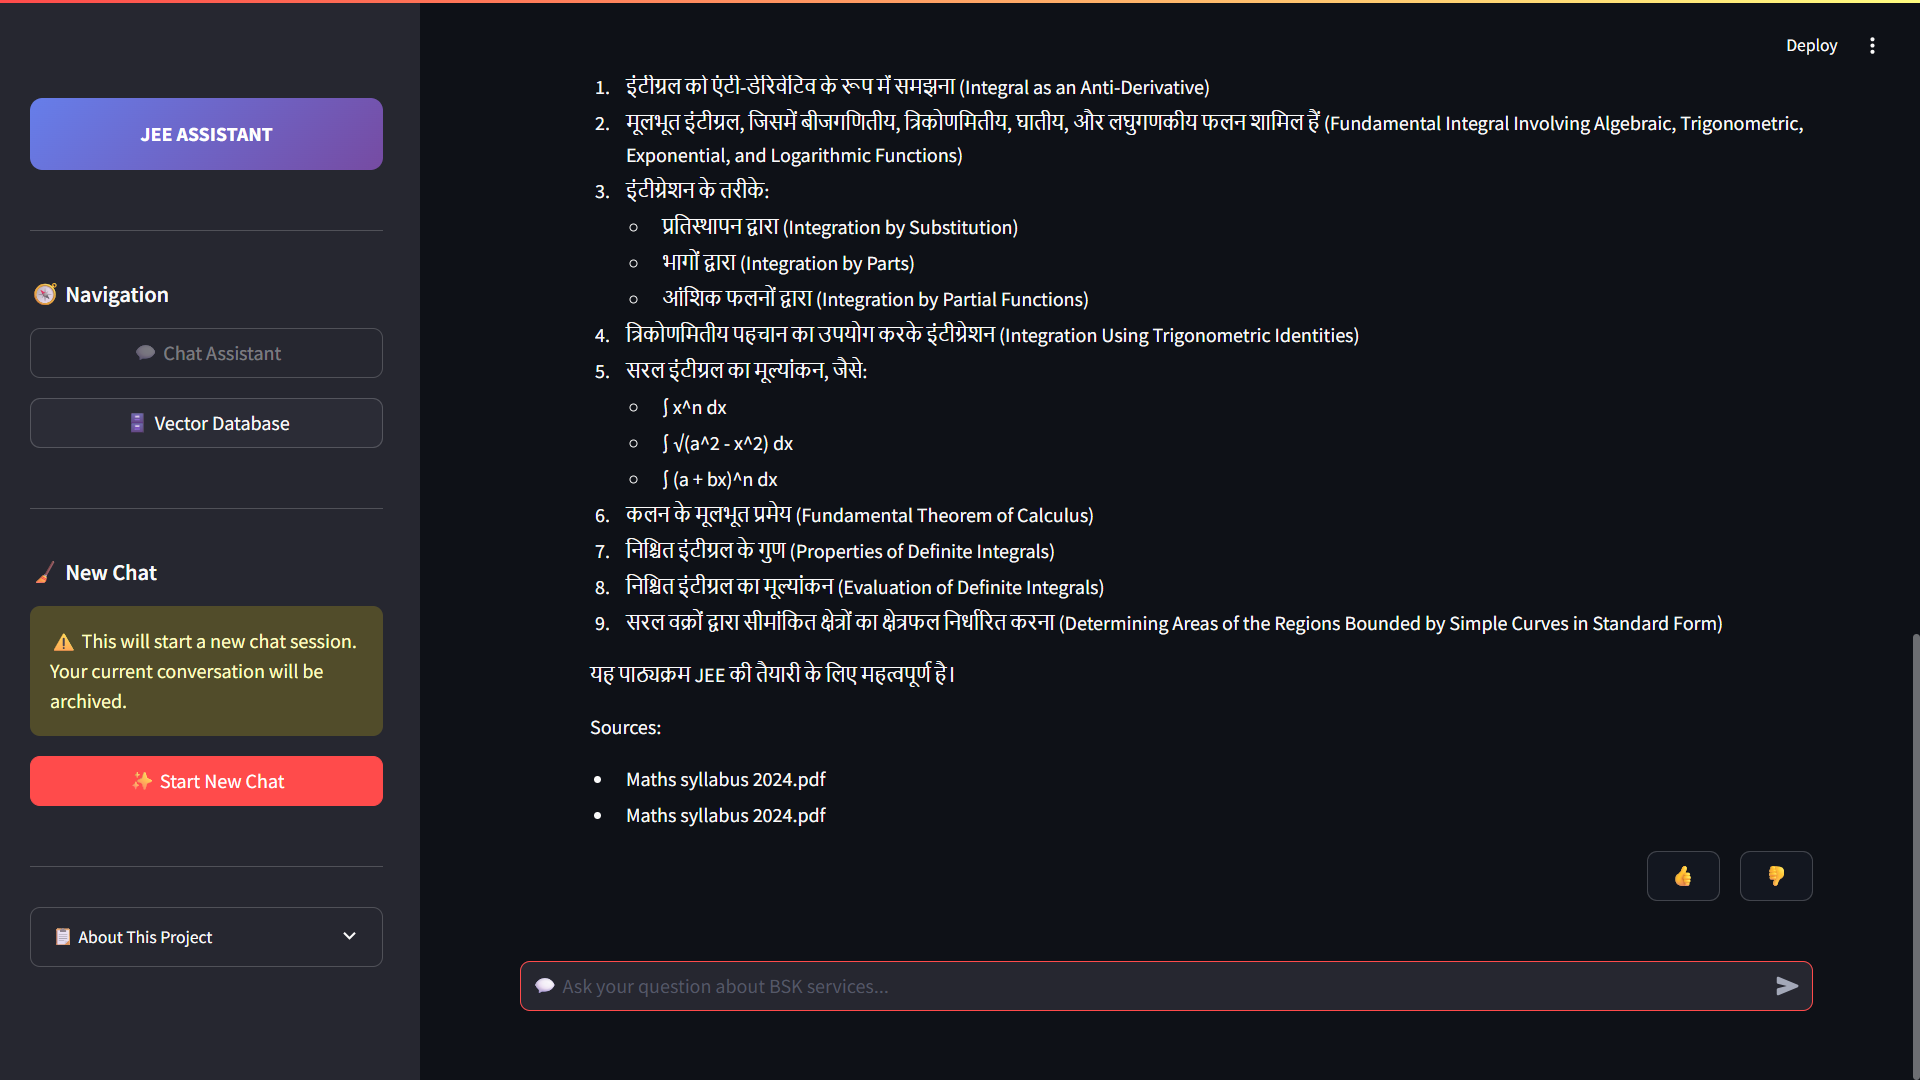 Deploy
JEE ASSISTANT
Navigation
Chat Assistant
Vector Database
New Chat
This will start a new chat session.
Your current conversation will be
archived.
Start New Chat
About This Project
1. इंटीग्रल को एंटी-डेरिवेटिव के रूप में समझना (Integral as an Anti-Derivative)
2. मूलभूत इंटीग्रल, जिसमें बीजगणितीय, त्रिकोणमितीय, घातीय, और लघुगणकीय फलन शामिल हैं (Fundamental Integral Involving Algebraic, Trigonometric,
Exponential, and Logarithmic Functions)
3. इंटीग्रेशन के तरीके:
○ प्रतिस्थापन द्वारा (Integration by Substitution)
○ भागों द्वारा (Integration by Parts)
○ आंशिक फलनों द्वारा (Integration by Partial Functions)
4. त्रिकोणमितीय पहचान का उपयोग करके इंटीग्रेशन (Integration Using Trigonometric Identities)
5. सरल इंटीग्रल का मूल्यांकन, जैसे:
○ ∫ x^n dx
○ ∫ √(a^2 - x^2) dx
○ ∫ (a + bx)^n dx
6. कलन के मूलभूत प्रमेय (Fundamental Theorem of Calculus)
7. निश्चित इंटीग्रल के गुण (Properties of Definite Integrals)
8. निश्चित इंटीग्रल का मूल्यांकन (Evaluation of Definite Integrals)
9. सरल वक्रों द्वारा सीमांकित क्षेत्रों का क्षेत्रफल निर्धारित करना (Determining Areas of the Regions Bounded by Simple Curves in Standard Form)
यह पाठ्यक्रम JEE की तैयारी के लिए महत्वपूर्ण है।
Sources:
• Maths syllabus 2024.pdf
• Maths syllabus 2024.pdf
Ask your question about BSK services...